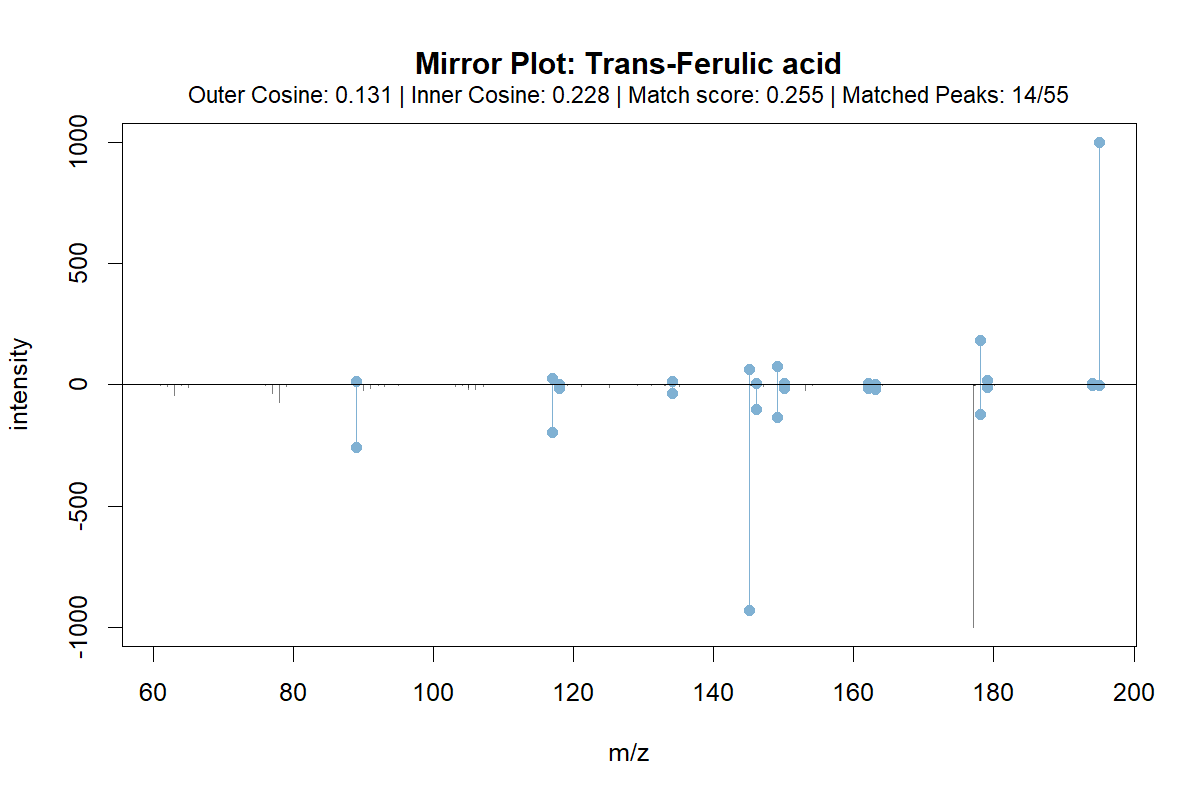 Mirror Plot: Trans-Ferulic acid
Outer Cosine: 0.131 | Inner Cosine: 0.228 | Match score: 0.255 | Matched Peaks: 14/55
1000
500
0
-500
-1000
intensity
60 80 100 120 140 160 180 200
m/z